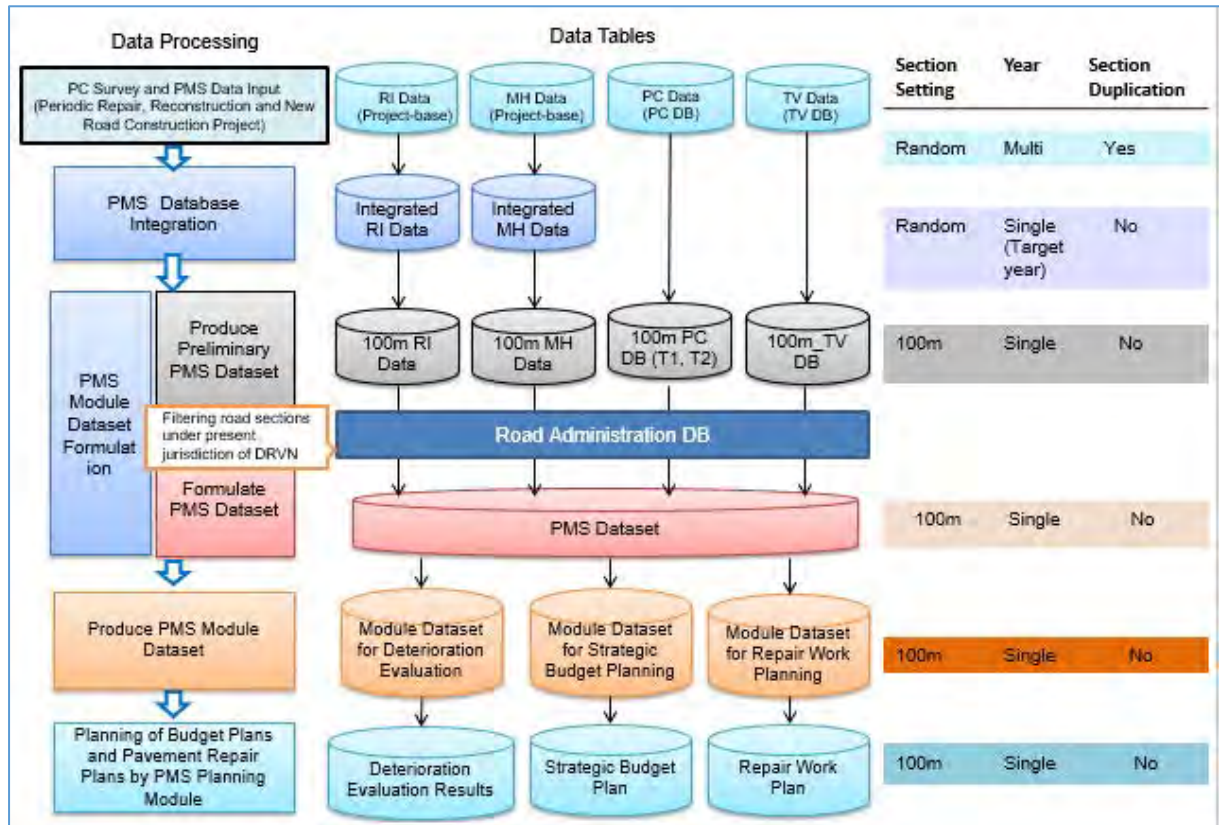 Data Processing
Data Tables
Section
Setting
Year
Section
Duplication
PC Survey and PMS Data Input
(Periodic Repair, Reconstruction and New
Road Construction Project)
RI Data
(Project-base)
MH Data
(Project-base)
PC Data
(PC DB)
TV Data
(TV DB)
Random
Multi
Yes
PMS Database
Integration
Integrated
RI Data
Integrated
MH Data
Random
Single
(Target
year)
No
PMS
Module
Dataset
Formulat
ion
Produce
Preliminary
PMS Dataset
100m RI
Data
100m MH
Data
100m PC
DB (T1, T2)
100m_TV
DB
100m
Single
No
Filtering road sections
under present
jurisdiction of DRVN
Road Administration DB
Formulate
PMS Dataset
PMS Dataset
100m
Single
No
Produce PMS Module
Dataset
Module Dataset
for Deterioration
Evaluation
Module Dataset
for Strategic
Budget Planning
Module Dataset
for Repair Work
Planning
100m
Single
No
Planning of Budget Plans
and Pavement Repair
Plans by PMS Planning
Module
Deterioration
Evaluation Results
Strategic Budget
Plan
Repair Work
Plan
100m
Single
No